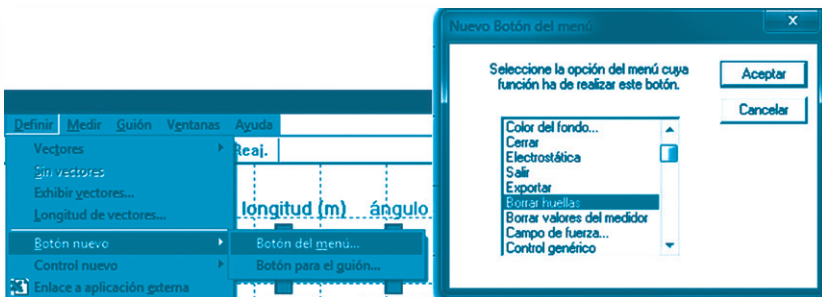 Definir Medir Guión Ventanas Ayuda
Vectores
Reaj.
Sin vectores
Exhibir vectores...
Longitud de vectores...
longitud (m) ángulo
Botón nuevo
Botón del menú...
Control nuevo
Botón para el guión...
Enlace a aplicación externa
Nuevo Botón del menú
x
Seleccione la opción del menú cuya
función ha de realizar este botón.
Aceptar
Cancelar
Color del fondo...
Cerrar
Electrostática
Salir
Exportar
Borrar huellas
Borrar valores del medidor
Campo de fuerza...
Control genérico